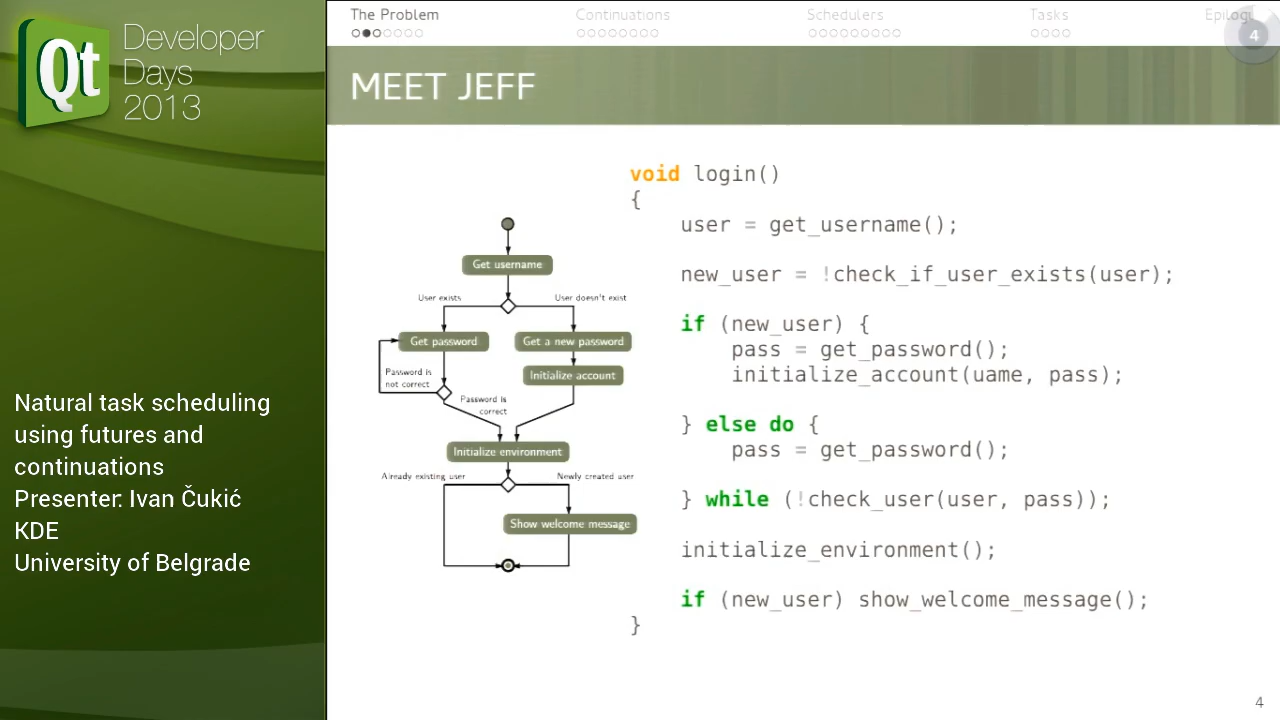 Qt
Developer
Days
2013
Natural task scheduling
using futures and
continuations
Presenter: Ivan Čukić
KDE
University of Belgrade
The Problem
Continuations
Schedulers
Tasks
4
MEET JEFF
Get username
User exists
User doesn't exist
Get password
Get a new password
Password is
not correct
Initialize account
Password is
correct
Initialize environment
Already existing user
Newly created user
Show welcome message
void login()
{
user = get_username();
new_user = !check_if_user_exists(user);
if (new_user) {
pass = get_password();
initialize_account(uame, pass);
} else do {
pass = get_password();
} while (!check_user(user, pass));
initialize_environment();
if (new_user) show_welcome_message();
}
4